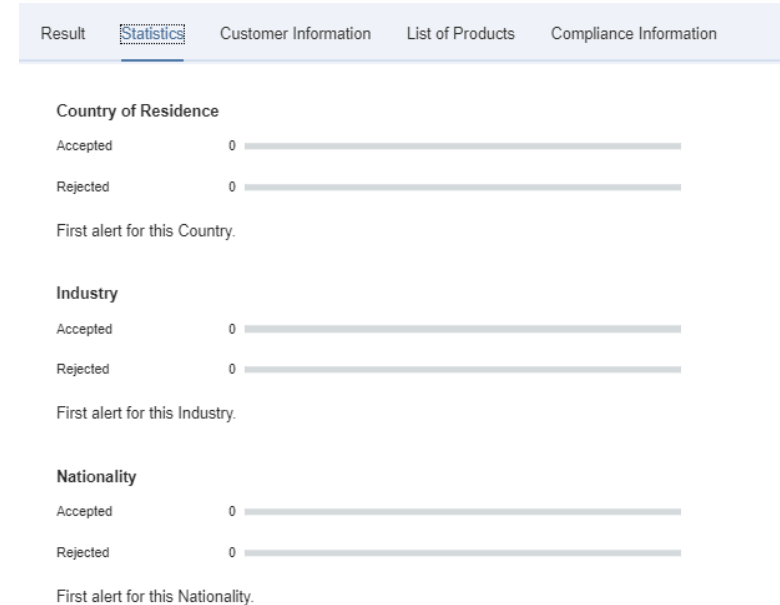 Result Statistics Customer Information List of Products Compliance Information
Country of Residence
Accepted 0
Rejected 0
First alert for this Country.
Industry
Accepted 0
Rejected 0
First alert for this Industry.
Nationality
Accepted 0
Rejected 0
First alert for this Nationality.